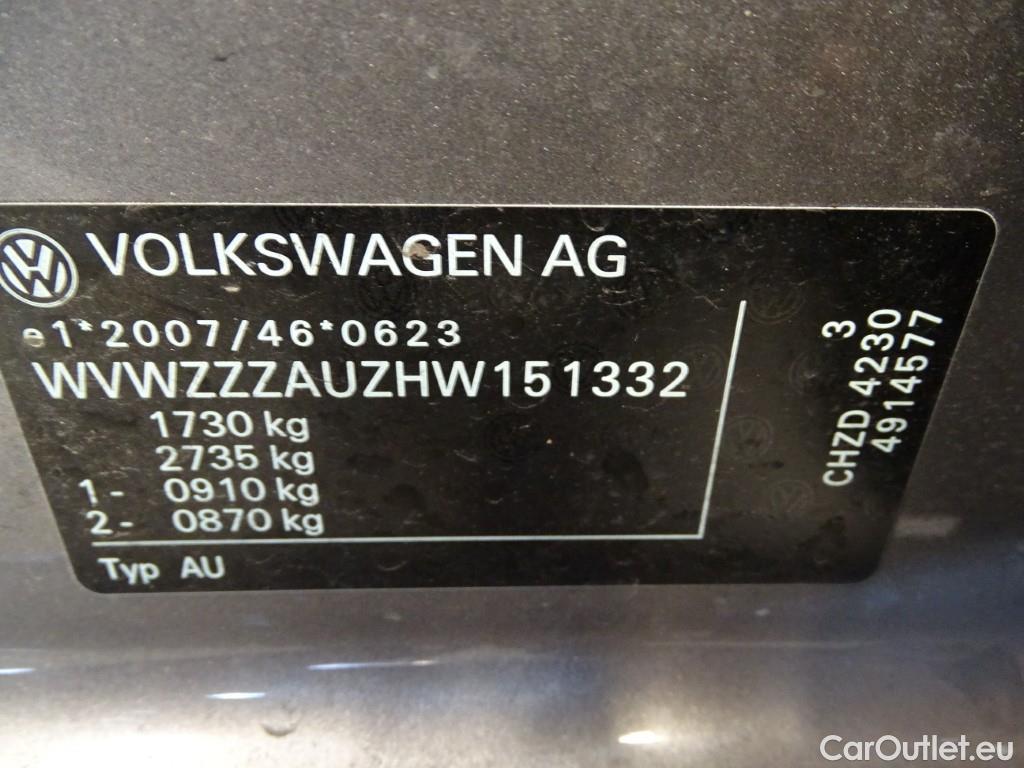 VOLKSWAGEN AG
e1*2007/46*0623
WVWZZZAUZHW151332
1730 kg
2735 kg
1- 0910 kg
2- 0870 kg
Typ AU
3
CHZD 4230
4914577
CarOutlet.eu